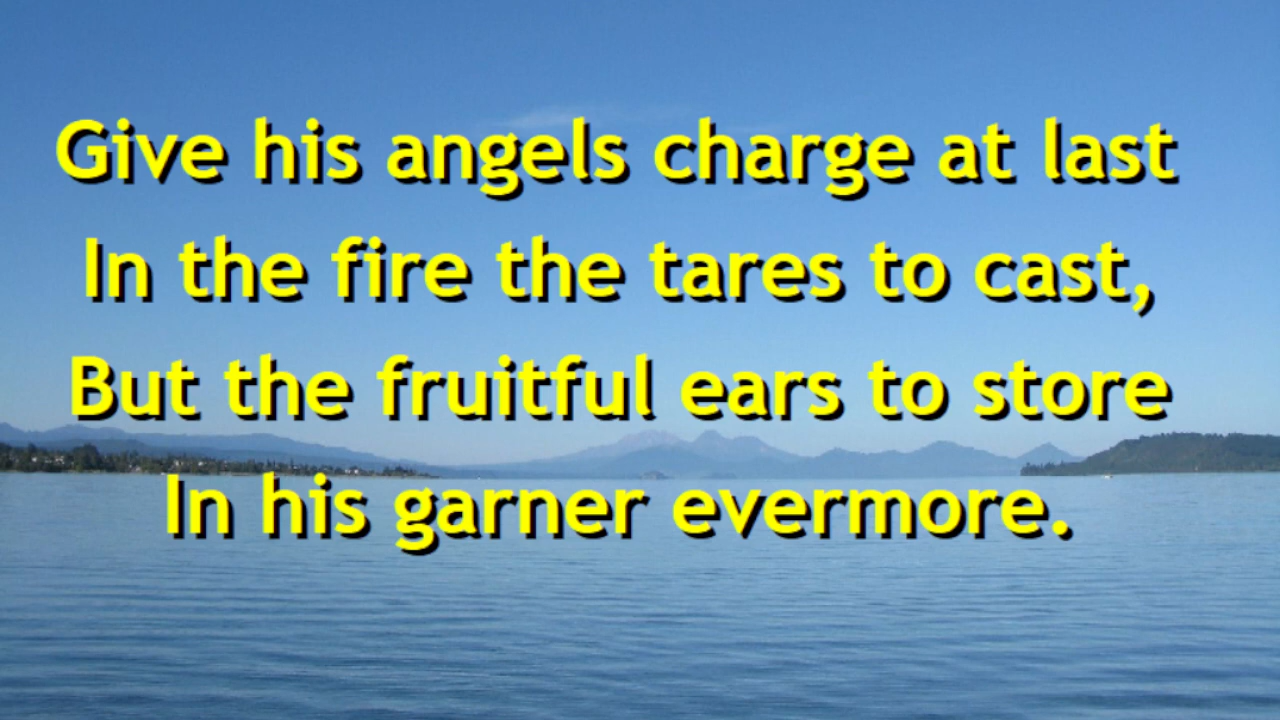 Give his angels charge at last
In the fire the tares to cast,
But the fruitful ears to store
In his garner evermore.